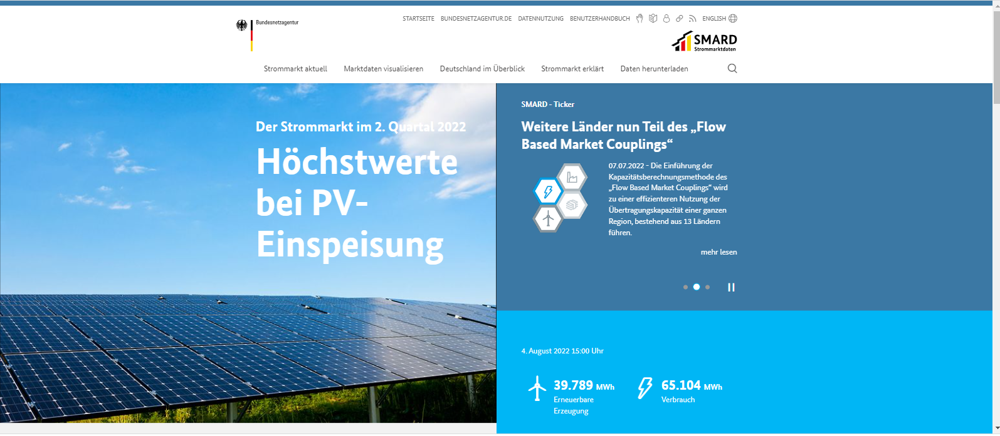 Bundesnetzagentur
STARTSEITE BUNDESNETZAGENTUR.DE DATENNUTZUNG BENUTZERHANDBUCH ENGLISH
SMARD
Strommarktdaten
Strommarkt aktuell Marktdaten visualisieren Deutschland im Überblick Strommarkt erklärt Daten herunterladen
Der Strommarkt im 2. Quartal 2022
Höchstwerte
bei PV-
Einspeisung
SMARD - Ticker
Weitere Länder nun Teil des „Flow
Based Market Couplings“
07.07.2022 - Die Einführung der
Kapazitätsberechnungsmethode des
„Flow Based Market Couplings“ wird
zu einer effizienteren Nutzung der
Übertragungskapazität einer ganzen
Region, bestehend aus 13 Ländern
führen.
mehr lesen
4. August 2022 15:00 Uhr
39.789 MWh
Erneuerbare
Erzeugung
65.104 MWh
Verbrauch